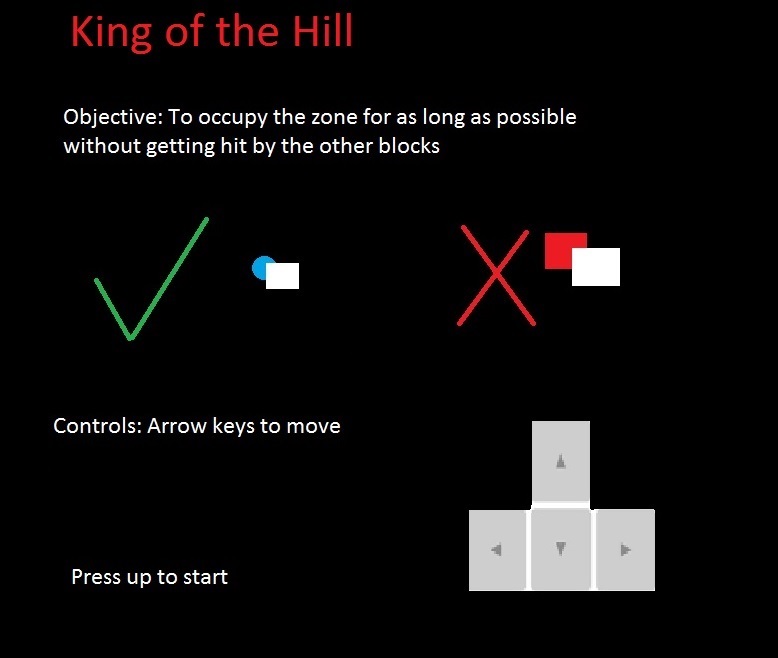 King of the Hill
Objective: To occupy the zone for as long as possible
without getting hit by the other blocks
Controls: Arrow keys to move
Press up to start